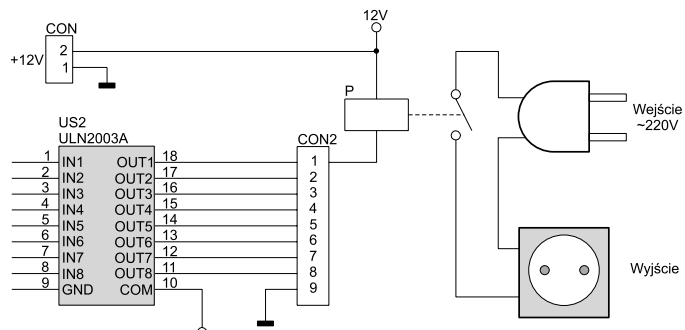 12V
CON
2
+12V
1
P
Wejście
~220V
US2
ULN2003A
CON2
1 IN1 OUT1 18 1
2 IN2 OUT2 17 2
3 IN3 OUT3 16 3
4 IN4 OUT4 15 4
5 IN5 OUT5 14 5
6 IN6 OUT6 13 6
7 IN7 OUT7 12 7
8 IN8 OUT8 11 8
9 GND COM 10 9
Wyjście